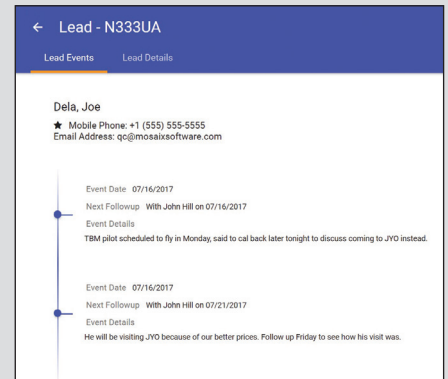 ← Lead - N333UA
Lead Events Lead Details
Dela, Joe
★ Mobile Phone: +1 (555) 555-5555
Email Address: qc@mosaixsoftware.com
Event Date 07/16/2017
Next Followup With John Hill on 07/16/2017
Event Details
TBM pilot scheduled to fly in Monday, said to cal back later tonight to discuss coming to JYO instead.
Event Date 07/16/2017
Next Followup With John Hill on 07/21/2017
Event Details
He will be visiting JYO because of our better prices. Follow up Friday to see how his visit was.